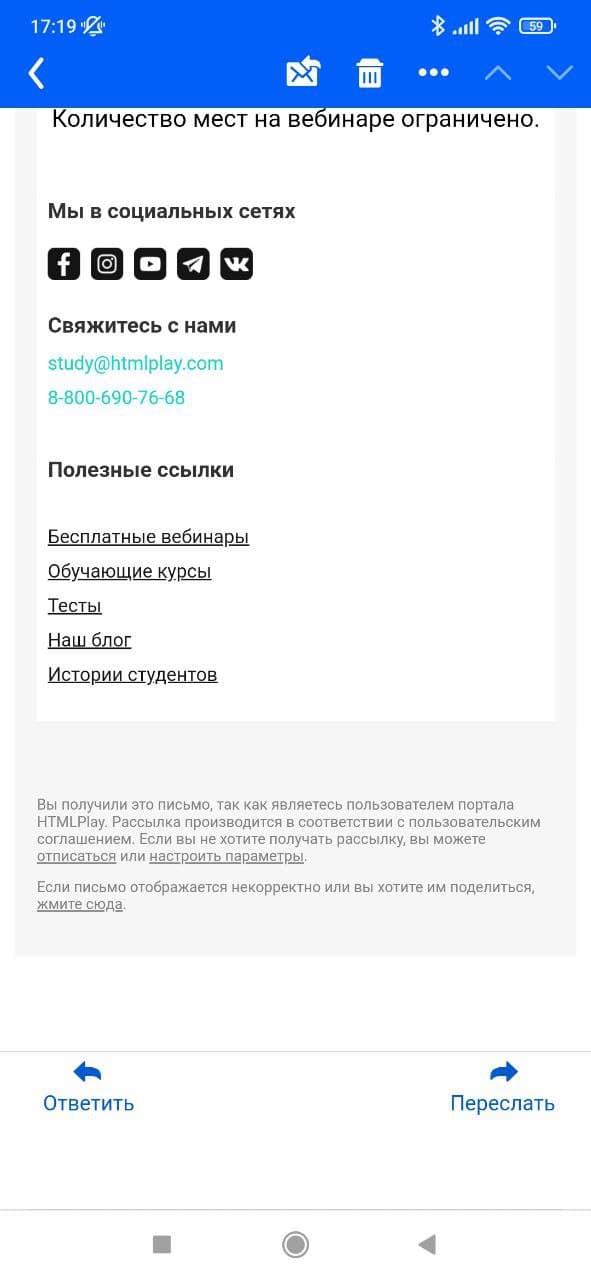 17:19
59
Количество мест на вебинаре ограничено.
Мы в социальных сетях
Свяжитесь с нами
study@htmlplay.com
8-800-690-76-68
Полезные ссылки
Бесплатные вебинары
Обучающие курсы
Тесты
Наш блог
Истории студентов
Вы получили это письмо, так как являетесь пользователем портала
HTMLPlay. Рассылка производится в соответствии с пользовательским
соглашением. Если вы не хотите получать рассылку, вы можете
отписаться или настроить параметры.
Если письмо отображается некорректно или вы хотите им поделиться,
жмите сюда.
Ответить
Переслать